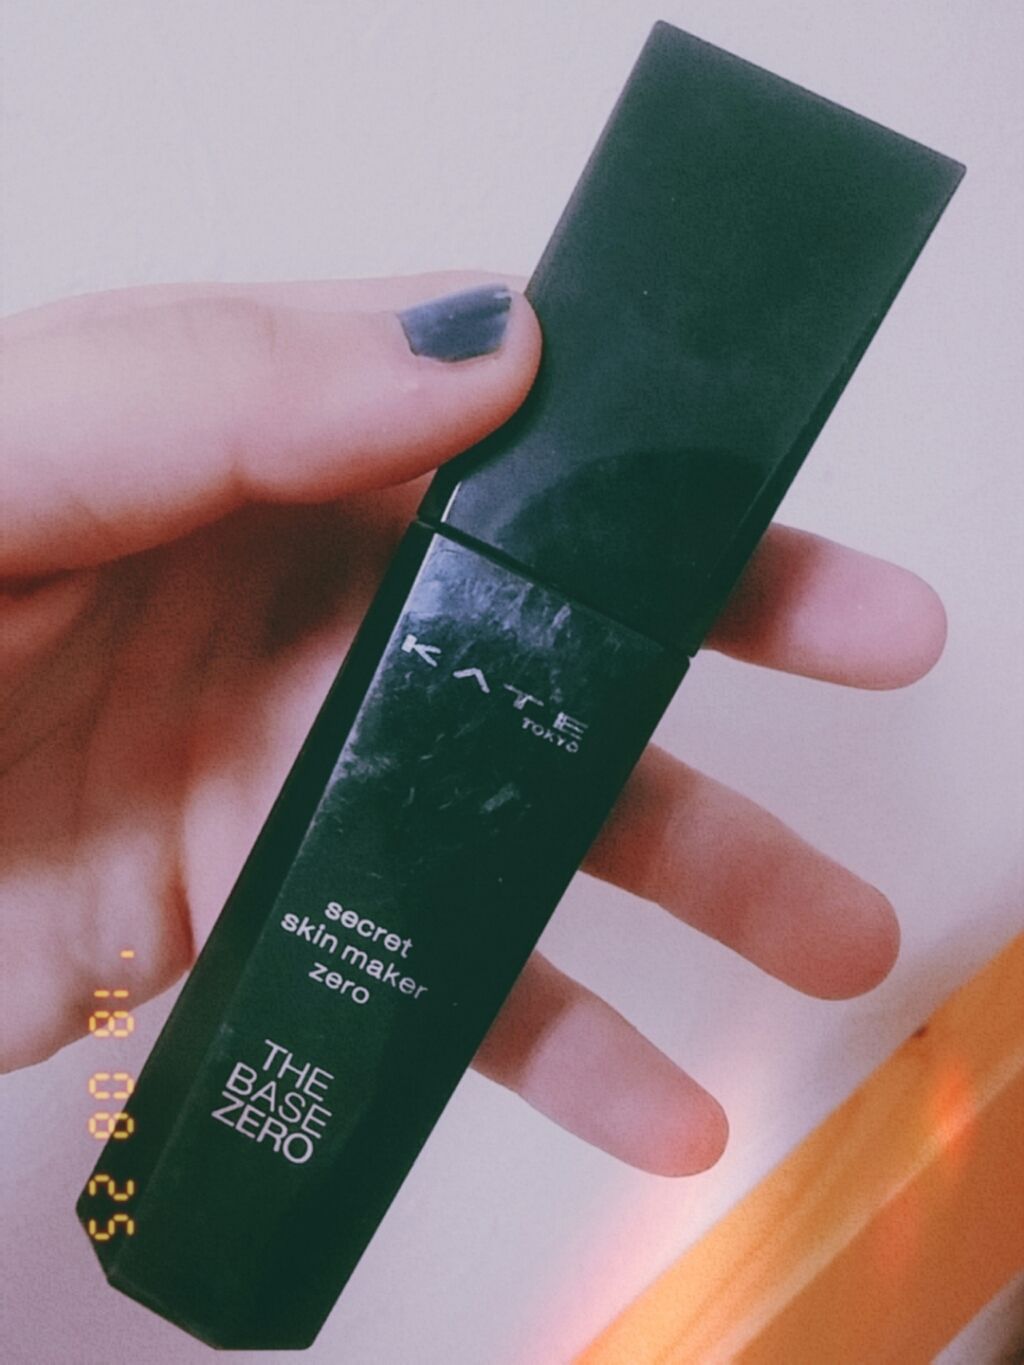 KATE
TOKYO
secret
skin maker
zero
THE
BASE
ZERO
'18 08 25